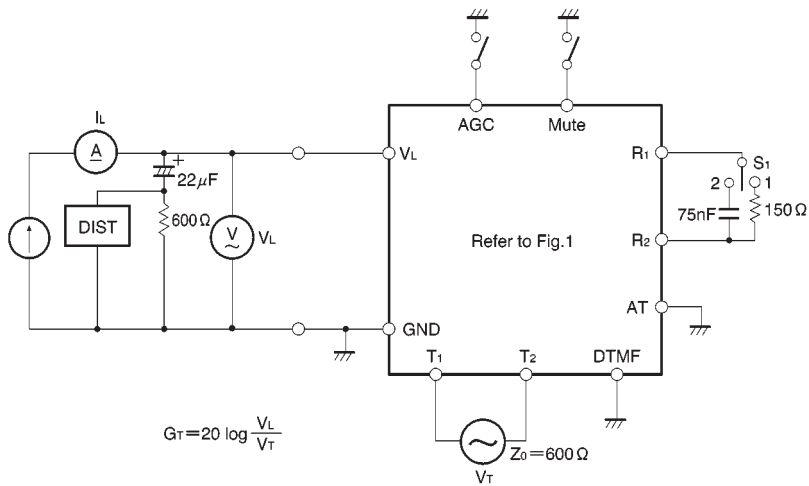 AGC
Mute
IL
A
VL
R1
S1
+
22μF
2
1
DIST
600Ω
V
VL
75nF
150Ω
Refer to Fig.1
R2
AT
GND
T1
T2
DTMF
GT=20 log VL/VT
Z0=600Ω
VT